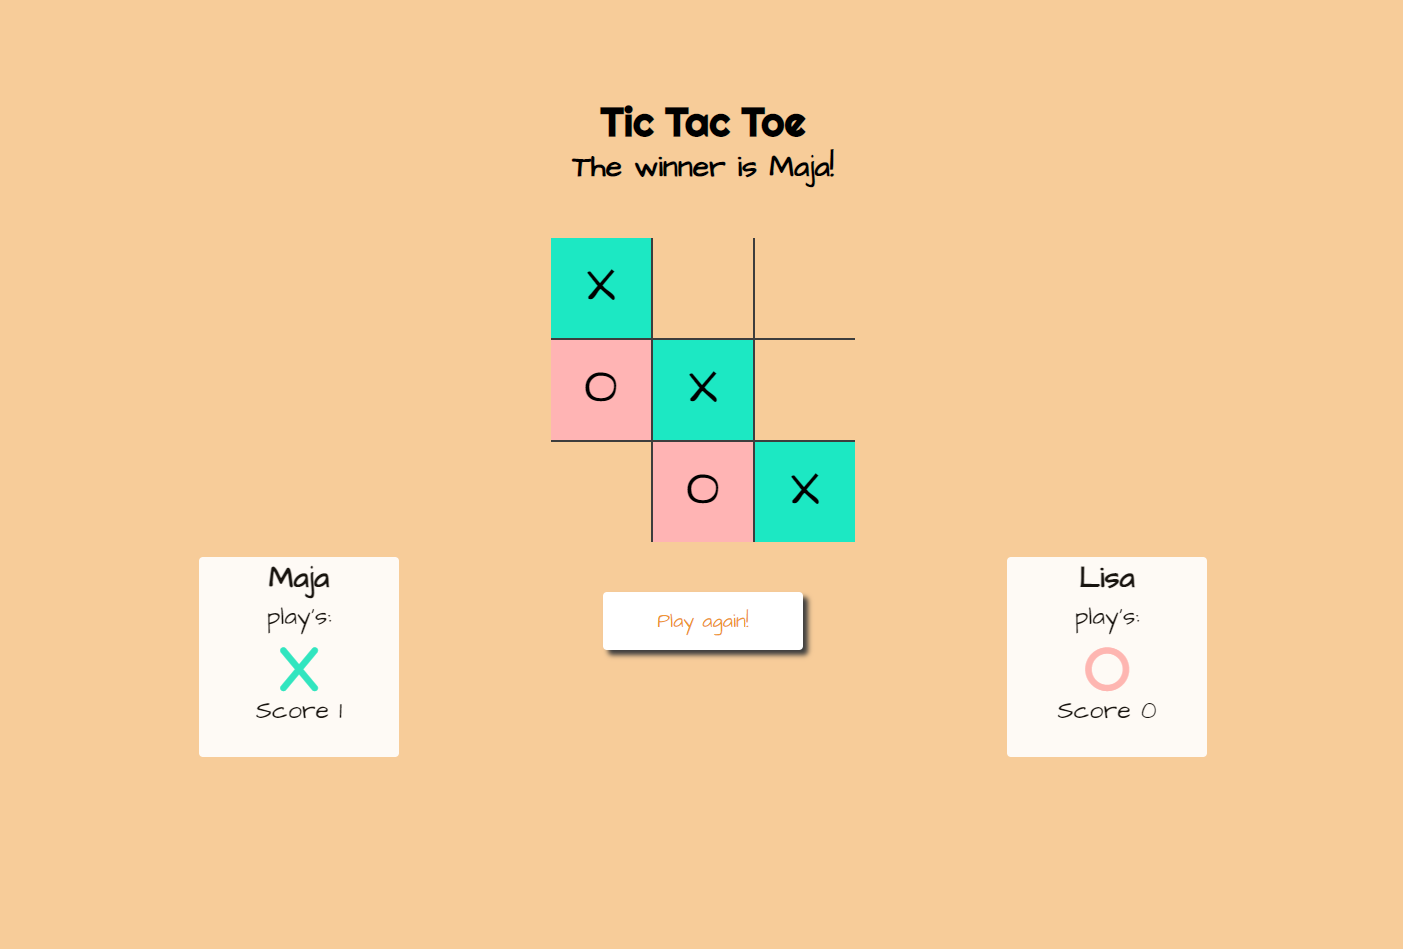 Tic Tac Toe
The winner is Maja!
X
O X
O X
Maja
play's:
X
Score 1
Play again!
Lisa
play's:
O
Score 0